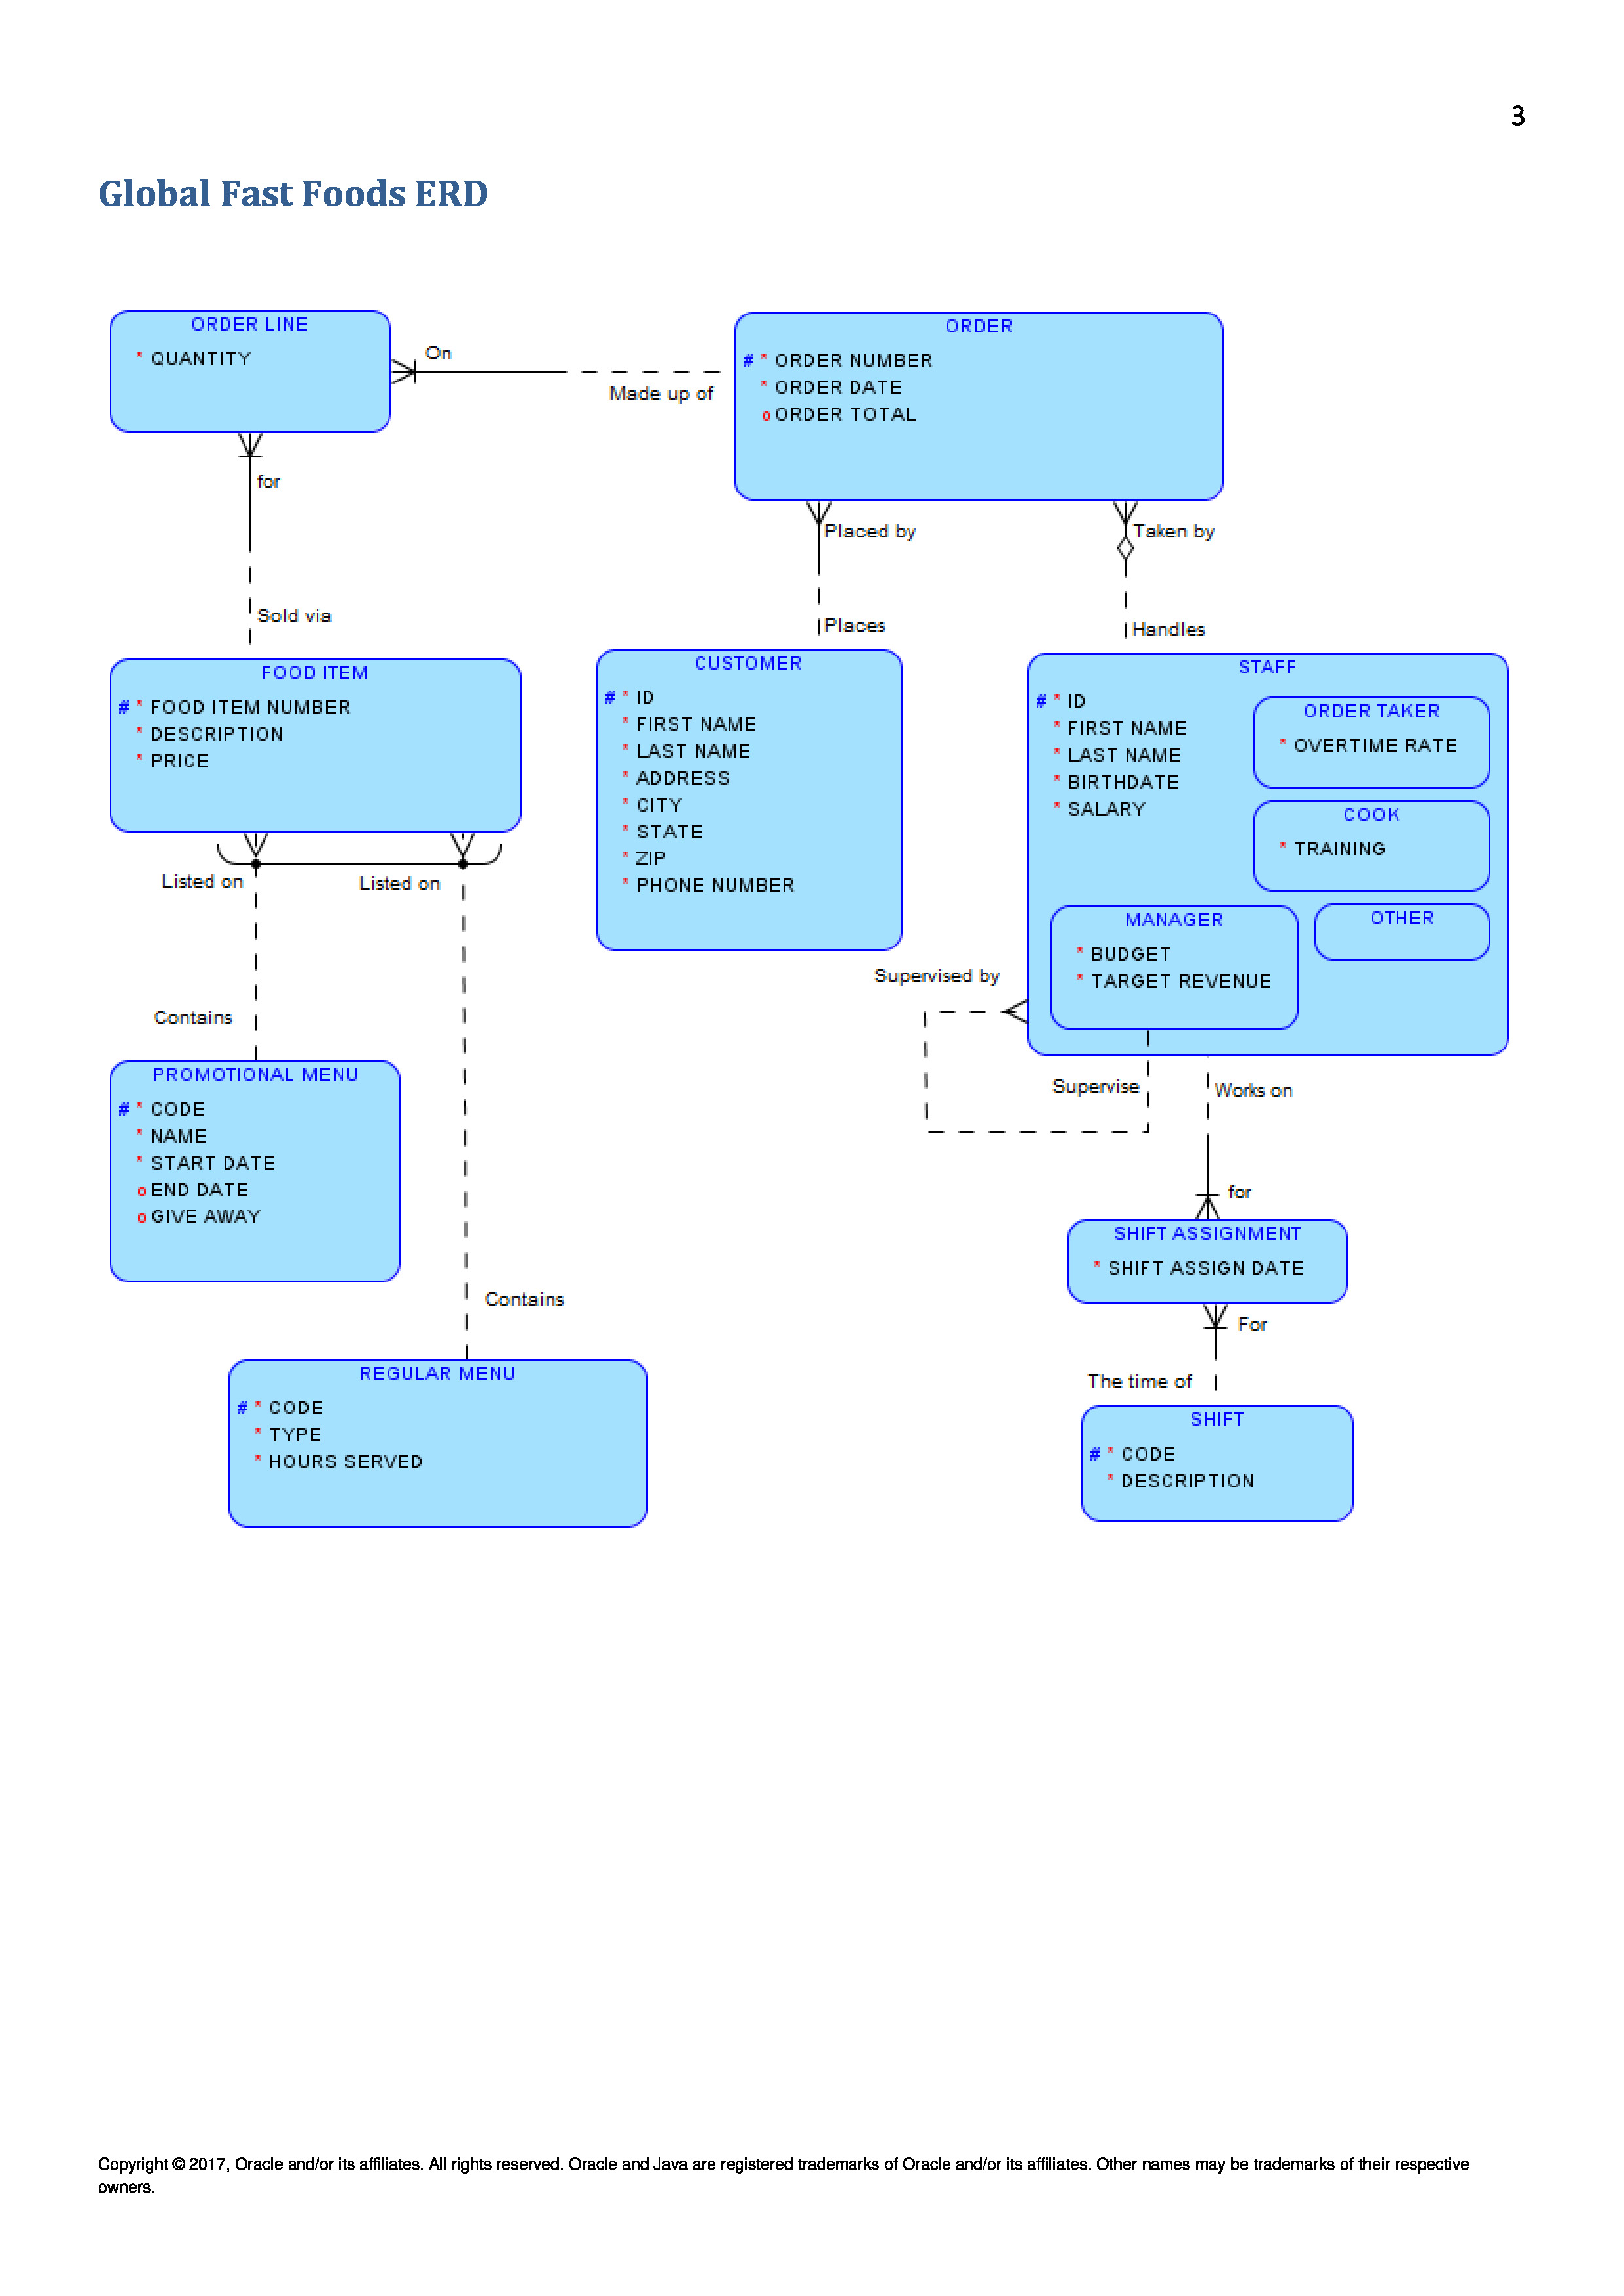 3
Global Fast Foods ERD
ORDER LINE
* QUANTITY
On
Made up of
ORDER
# * ORDER NUMBER
* ORDER DATE
o ORDER TOTAL
for
Sold via
Placed by
Places
Taken by
Handles
FOOD ITEM
# * FOOD ITEM NUMBER
* DESCRIPTION
* PRICE
CUSTOMER
# * ID
* FIRST NAME
* LAST NAME
* ADDRESS
* CITY
* STATE
* ZIP
* PHONE NUMBER
STAFF
# * ID
* FIRST NAME
* LAST NAME
* BIRTHDATE
* SALARY
ORDER TAKER
* OVERTIME RATE
COOK
* TRAINING
MANAGER
* BUDGET
* TARGET REVENUE
OTHER
Listed on
Listed on
Contains
Supervised by
Supervise
Works on
PROMOTIONAL MENU
# * CODE
* NAME
* START DATE
o END DATE
o GIVE AWAY
Contains
for
SHIFT ASSIGNMENT
* SHIFT ASSIGN DATE
For
The time of
REGULAR MENU
# * CODE
* TYPE
* HOURS SERVED
SHIFT
# * CODE
* DESCRIPTION
Copyright © 2017, Oracle and/or its affiliates. All rights reserved. Oracle and Java are registered trademarks of Oracle and/or its affiliates. Other names may be trademarks of their respective
owners.